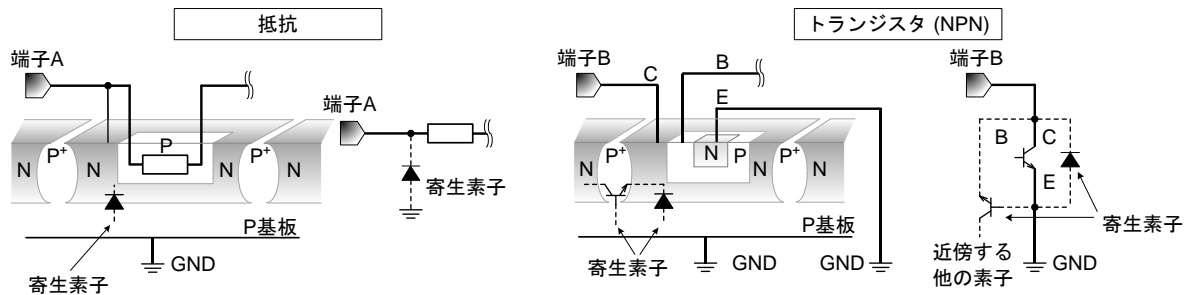 抵抗
端子A
P
N
P+
N
N
P+
N
P基板
寄生素子
GND
端子A
寄生素子
トランジスタ (NPN)
端子B
C
B
E
N
P+
N
N
P
N
P+
N
P基板
寄生素子
GND
GND
端子B
B
C
E
寄生素子
近傍する
他の素子
GND